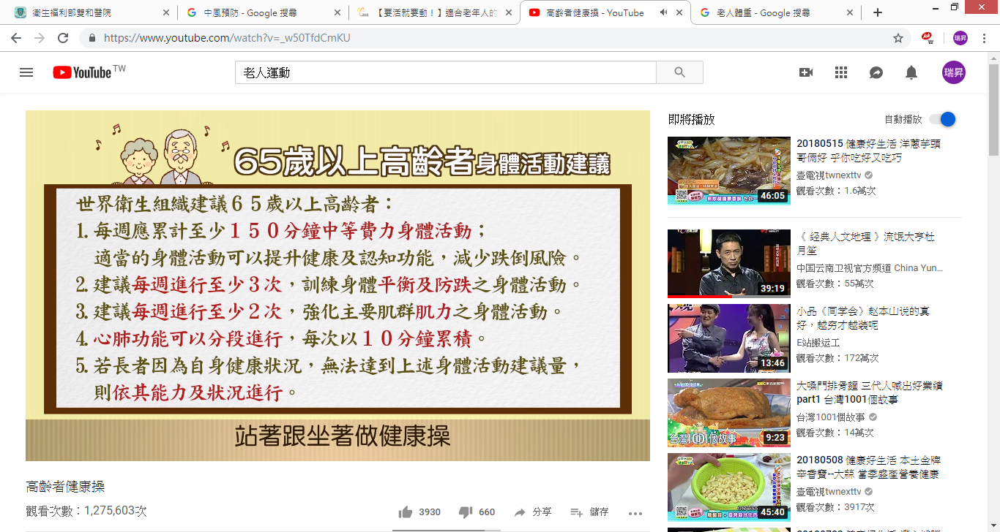 衛生福利部雙和醫院
中風預防 - Google 搜尋
【要活就要動！】適合老年人的
高齡者健康操 - YouTube
老人體重 - Google 搜尋
https://www.youtube.com/watch?v=_w50TfdCmKU
瑞昇
YouTube TW
老人運動
瑞昇
65歲以上高齡者身體活動建議
世界衛生組織建議６５歲以上高齡者：
1. 每週應累計至少１５０分鐘中等費力身體活動；
適當的身體活動可以提升健康及認知功能，減少跌倒風險。
2. 建議每週進行至少３次，訓練身體平衡及防跌之身體活動。
3. 建議每週進行至少２次，強化主要肌群肌力之身體活動。
4. 心肺功能可以分段進行，每次以１０分鐘累積。
5. 若長者因為自身健康狀況，無法達到上述身體活動建議量，
則依其能力及狀況進行。
站著跟坐著做健康操
高齡者健康操
觀看次數：1,275,603次
3930
660
分享
儲存
即將播放
自動播放
46:05
20180515 健康好生活 洋蔥芋頭
哥倆好 乎你吃好又吃巧
壹電視twnexttv
觀看次數：1.6萬次
39:19
《 经典人文地理 》流氓大亨杜
月笙
中国云南卫视官方频道 China Yun...
觀看次數：55萬次
13:46
小品《同学会》赵本山说的真
好，越穷才越装呢
E站搬运工
觀看次數：172萬次
台灣1001個故事
9:23
大嗓門排骨麵 三代人喊出好業績
part1 台灣1001個故事
台灣1001個故事
觀看次數：14萬次
45:40
20180508 健康好生活 本土金牌
辛香寶--大蒜 當季盛產營養健康
壹電視twnexttv
觀看次數：3917次